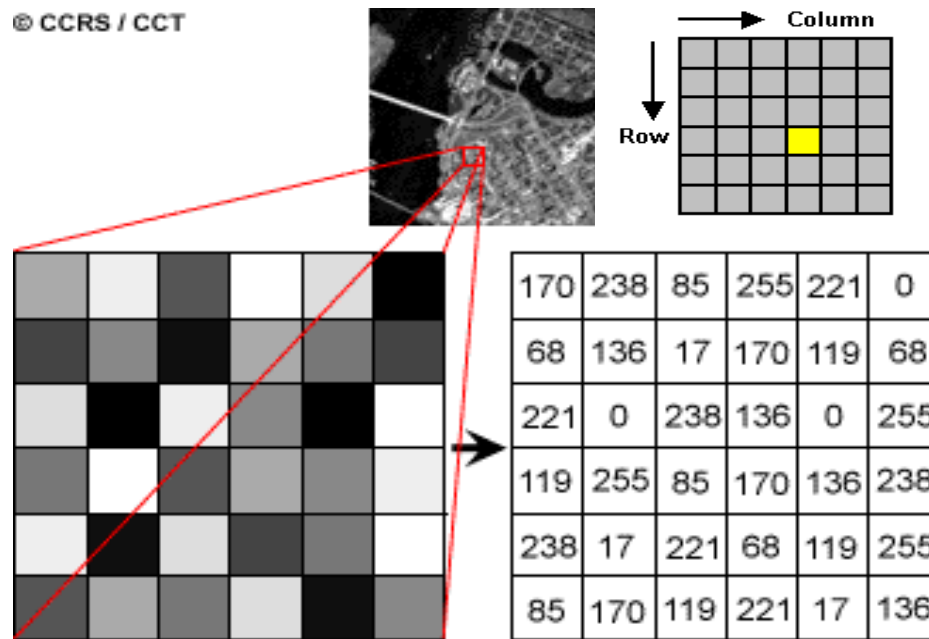 © CCRS / CCT
Column
Row
170 238 85 255 221 0
68 136 17 170 119 68
221 0 238 136 0 255
119 255 85 170 136 238
238 17 221 68 119 255
85 170 119 221 17 136